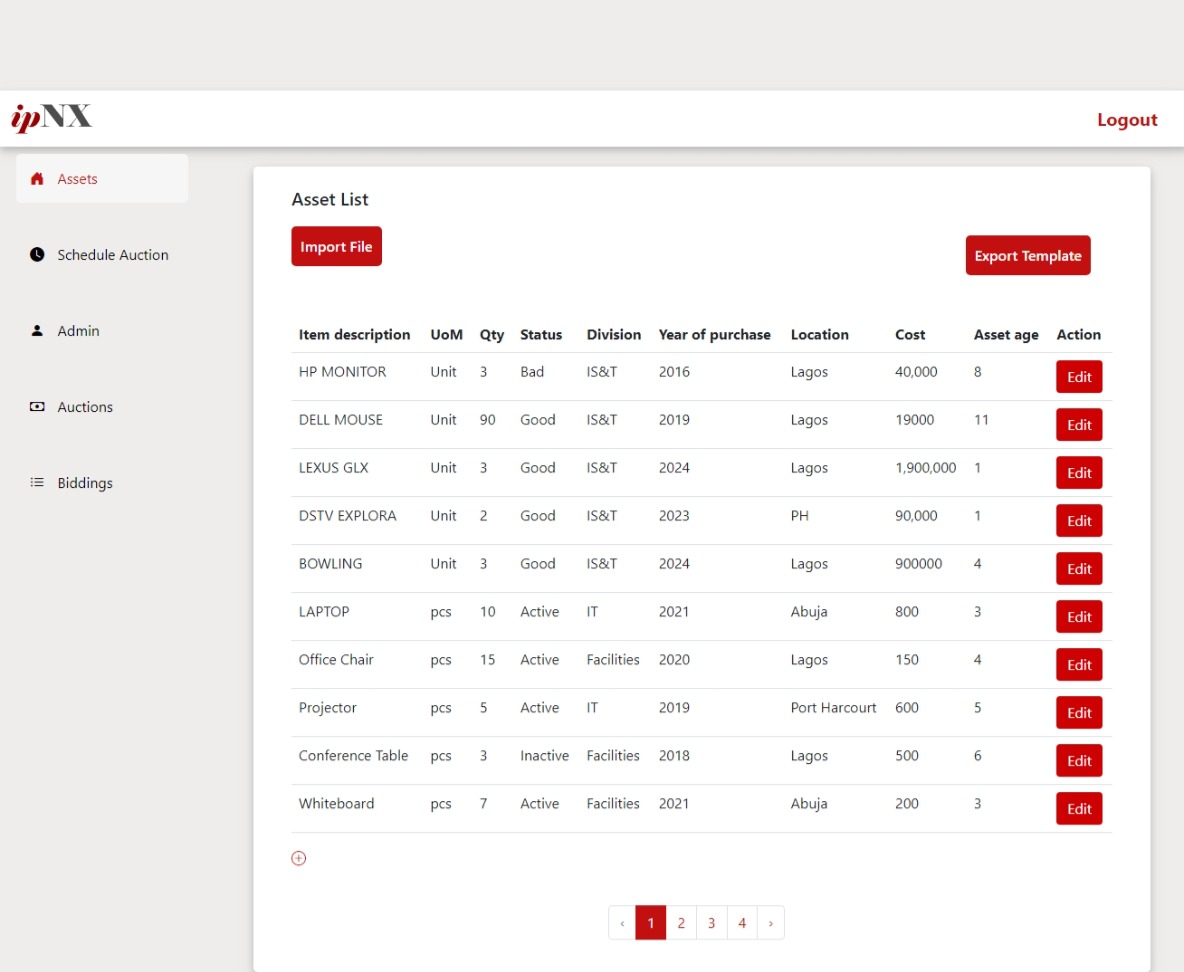 ipNX
Logout
Assets
Schedule Auction
Admin
Auctions
Biddings
Asset List
Import File
Export Template
Item description UoM Qty Status Division Year of purchase Location Cost Asset age Action
HP MONITOR Unit 3 Bad IS&T 2016 Lagos 40,000 8 Edit
DELL MOUSE Unit 90 Good IS&T 2019 Lagos 19000 11 Edit
LEXUS GLX Unit 3 Good IS&T 2024 Lagos 1,900,000 1 Edit
DSTV EXPLORA Unit 2 Good IS&T 2023 PH 90,000 1 Edit
BOWLING Unit 3 Good IS&T 2024 Lagos 900000 4 Edit
LAPTOP pcs 10 Active IT 2021 Abuja 800 3 Edit
Office Chair pcs 15 Active Facilities 2020 Lagos 150 4 Edit
Projector pcs 5 Active IT 2019 Port Harcourt 600 5 Edit
Conference Table pcs 3 Inactive Facilities 2018 Lagos 500 6 Edit
Whiteboard pcs 7 Active Facilities 2021 Abuja 200 3 Edit
‹ 1 2 3 4 ›